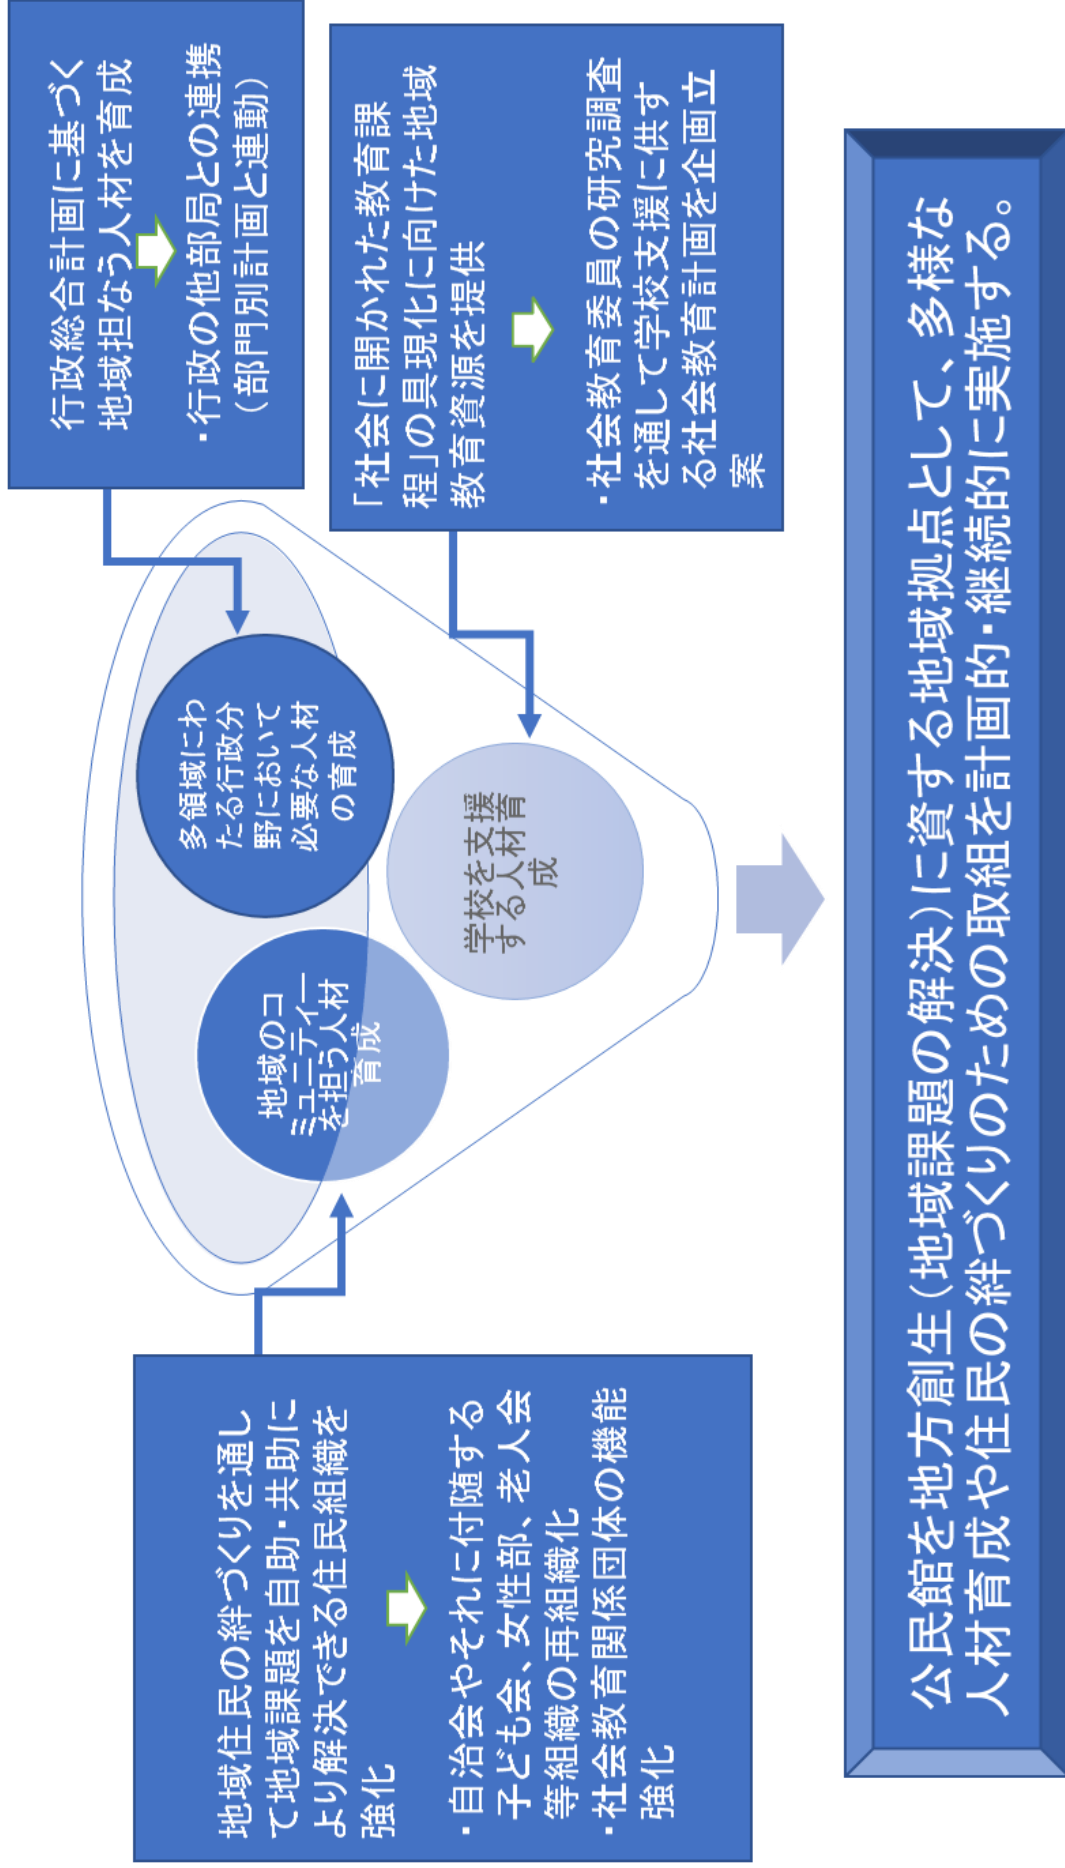 地域住民の絆づくりを通し
て地域課題を自助・共助に
より解決できる住民組織を
強化
・自治会やそれに付随する
子ども会、女性部、老人会
等組織の再組織化
・社会教育関係団体の機能
強化
地域のコ
ミュニティー
を担う人材
育成
多領域にわ
たる行政分
野において
必要な人材
の育成
学校を支援
する人材育
成
行政総合計画に基づく
地域担なう人材を育成
・行政の他部局との連携
（部門別計画と連動）
「社会に開かれた教育課
程」の具現化に向けた地域
教育資源を提供
・社会教育委員の研究調査
を通して学校支援に供す
る社会教育計画を企画立
案
公民館を地方創生（地域課題の解決）に資する地域拠点として、多様な
人材育成や住民の絆づくりのための取組を計画的・継続的に実施する。